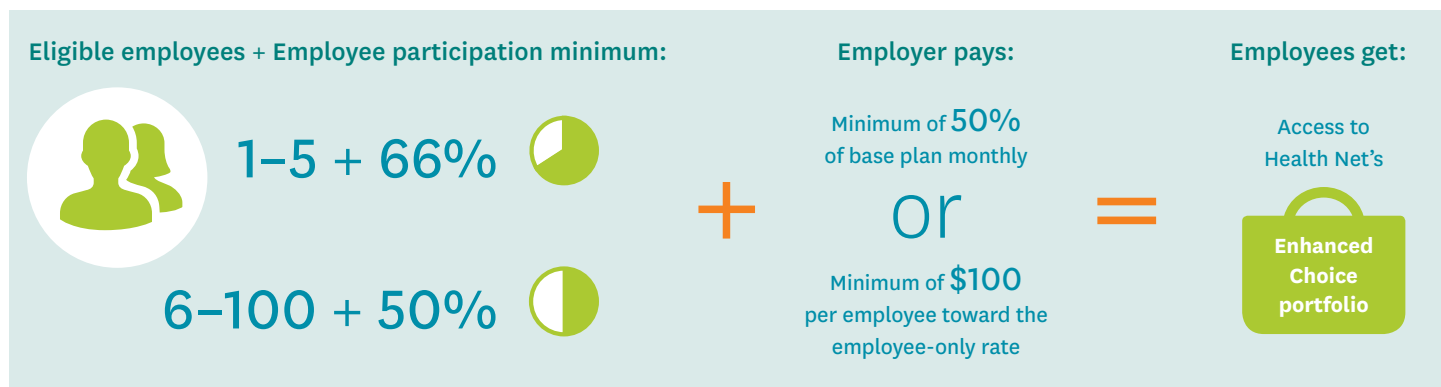 Eligible employees + Employee participation minimum:
1–5 + 66%
6–100 + 50%
+
Employer pays:
Minimum of 50%
of base plan monthly
or
Minimum of $100
per employee toward the
employee-only rate
=
Employees get:
Access to
Health Net's
Enhanced
Choice
portfolio